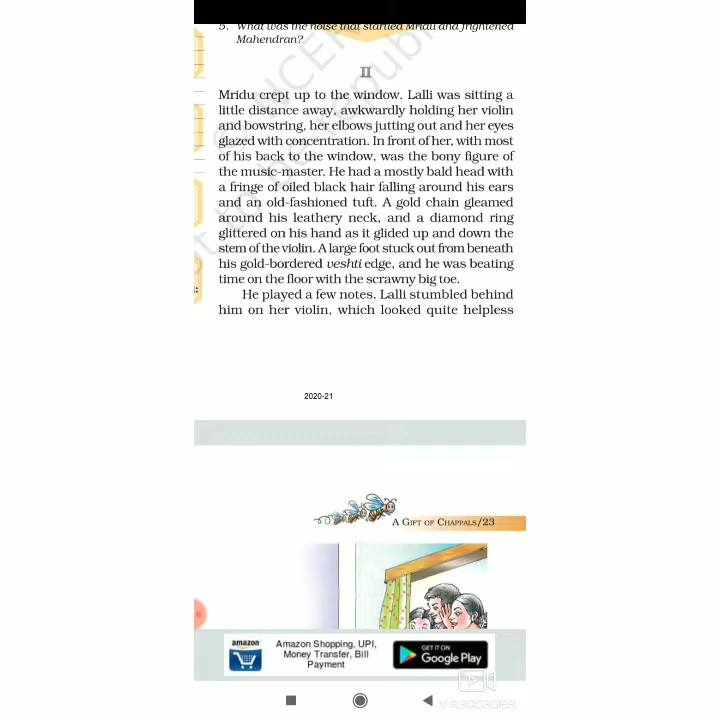 5. What was the noise that startled Mridu and frightened
Mahendran?
II
Mridu crept up to the window. Lalli was sitting a
little distance away, awkwardly holding her violin
and bowstring, her elbows jutting out and her eyes
glazed with concentration. In front of her, with most
of his back to the window, was the bony figure of
the music-master. He had a mostly bald head with
a fringe of oiled black hair falling around his ears
and an old-fashioned tuft. A gold chain gleamed
around his leathery neck, and a diamond ring
glittered on his hand as it glided up and down the
stem of the violin. A large foot stuck out from beneath
his gold-bordered veshti edge, and he was beating
time on the floor with the scrawny big toe.
He played a few notes. Lalli stumbled behind
him on her violin, which looked quite helpless
2020-21
A GIFT OF CHAPPALS/23
amazon
Amazon Shopping, UPI,
Money Transfer, Bill
Payment
GET IT ON
Google Play
V RECORDER